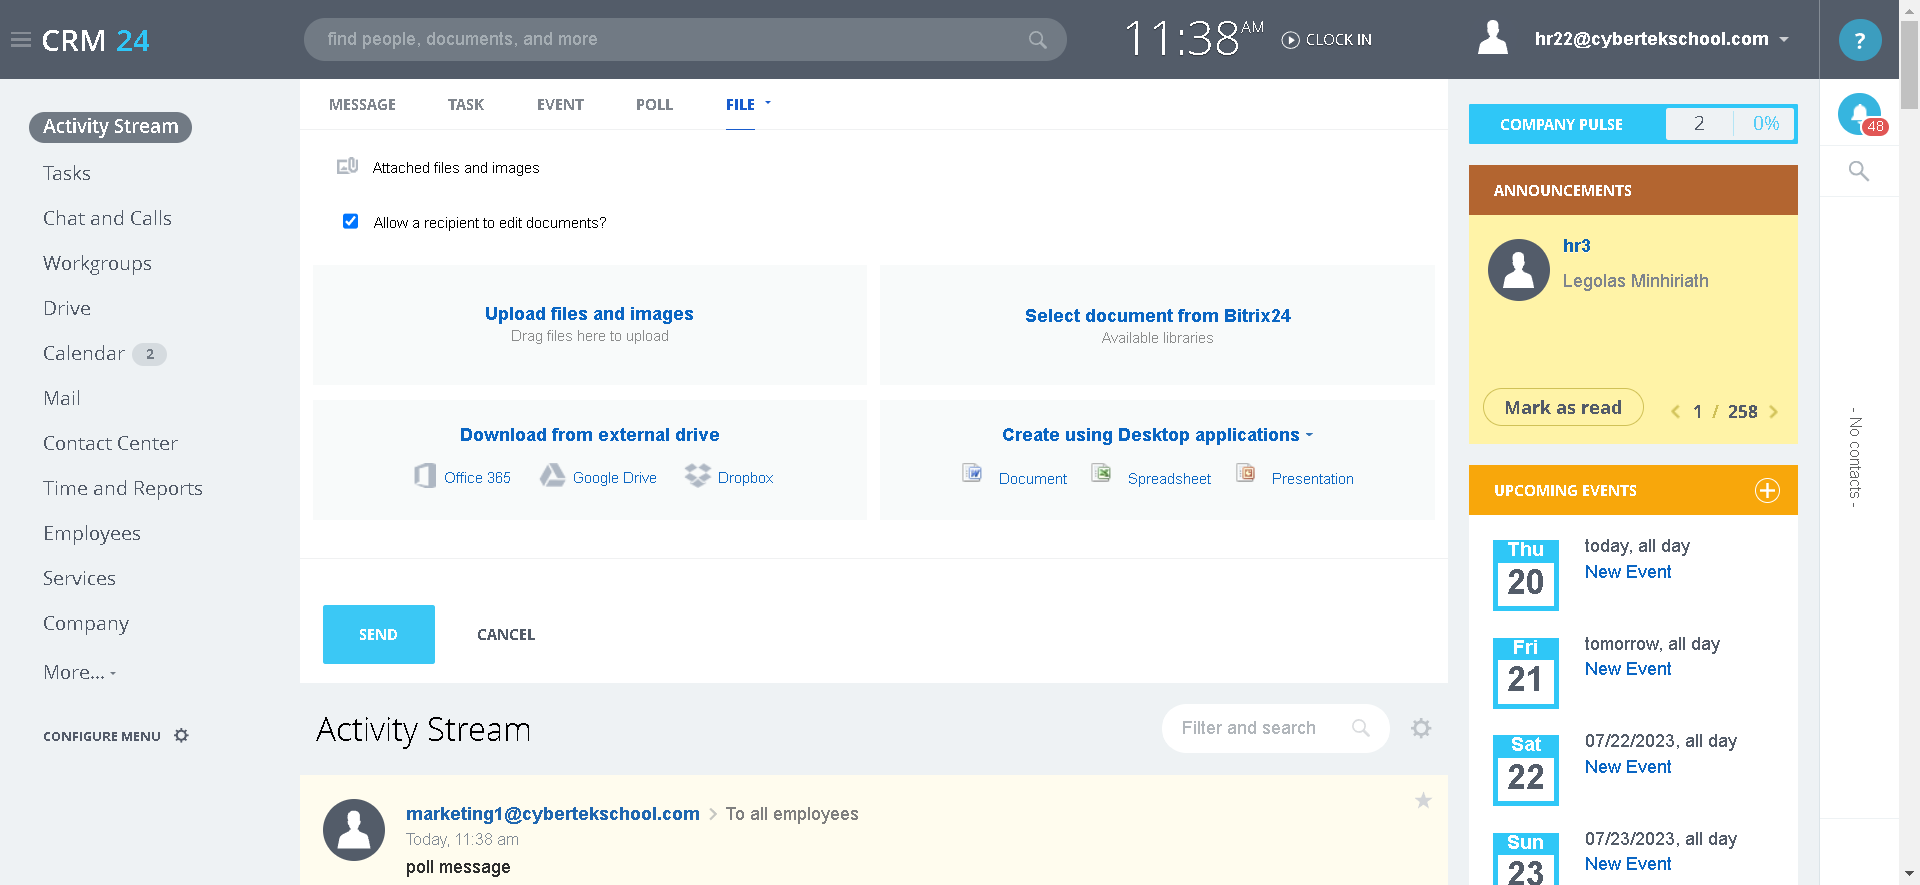 CRM 24
find people, documents, and more
11:38 AM
CLOCK IN
hr22@cybertekschool.com
?
Activity Stream
Tasks
Chat and Calls
Workgroups
Drive
Calendar 2
Mail
Contact Center
Time and Reports
Employees
Services
Company
More...
CONFIGURE MENU
MESSAGE TASK EVENT POLL FILE
Attached files and images
Allow a recipient to edit documents?
Upload files and images
Drag files here to upload
Select document from Bitrix24
Available libraries
Download from external drive
Office 365 Google Drive Dropbox
Create using Desktop applications
Document Spreadsheet Presentation
SEND CANCEL
Activity Stream
Filter and search
marketing1@cybertekschool.com > To all employees
Today, 11:38 am
poll message
COMPANY PULSE 2 0%
ANNOUNCEMENTS
hr3
Legolas Minhiriath
Mark as read
1 / 258
UPCOMING EVENTS
Thu
20
today, all day
New Event
Fri
21
tomorrow, all day
New Event
Sat
22
07/22/2023, all day
New Event
Sun
23
07/23/2023, all day
New Event
48
- No contacts -